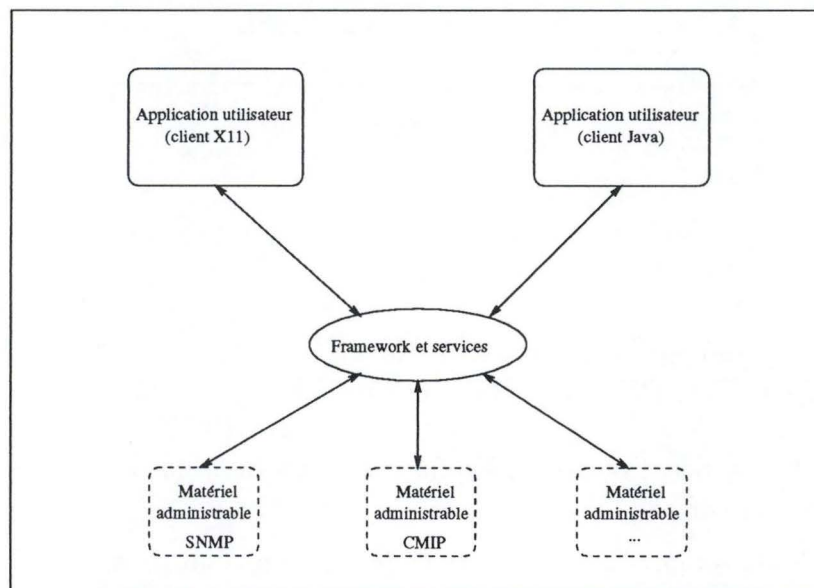 Application utilisateur
(client X11)
Application utilisateur
(client Java)
Framework et services
Matériel
administrable
SNMP
Matériel
administrable
CMIP
Matériel
administrable
...